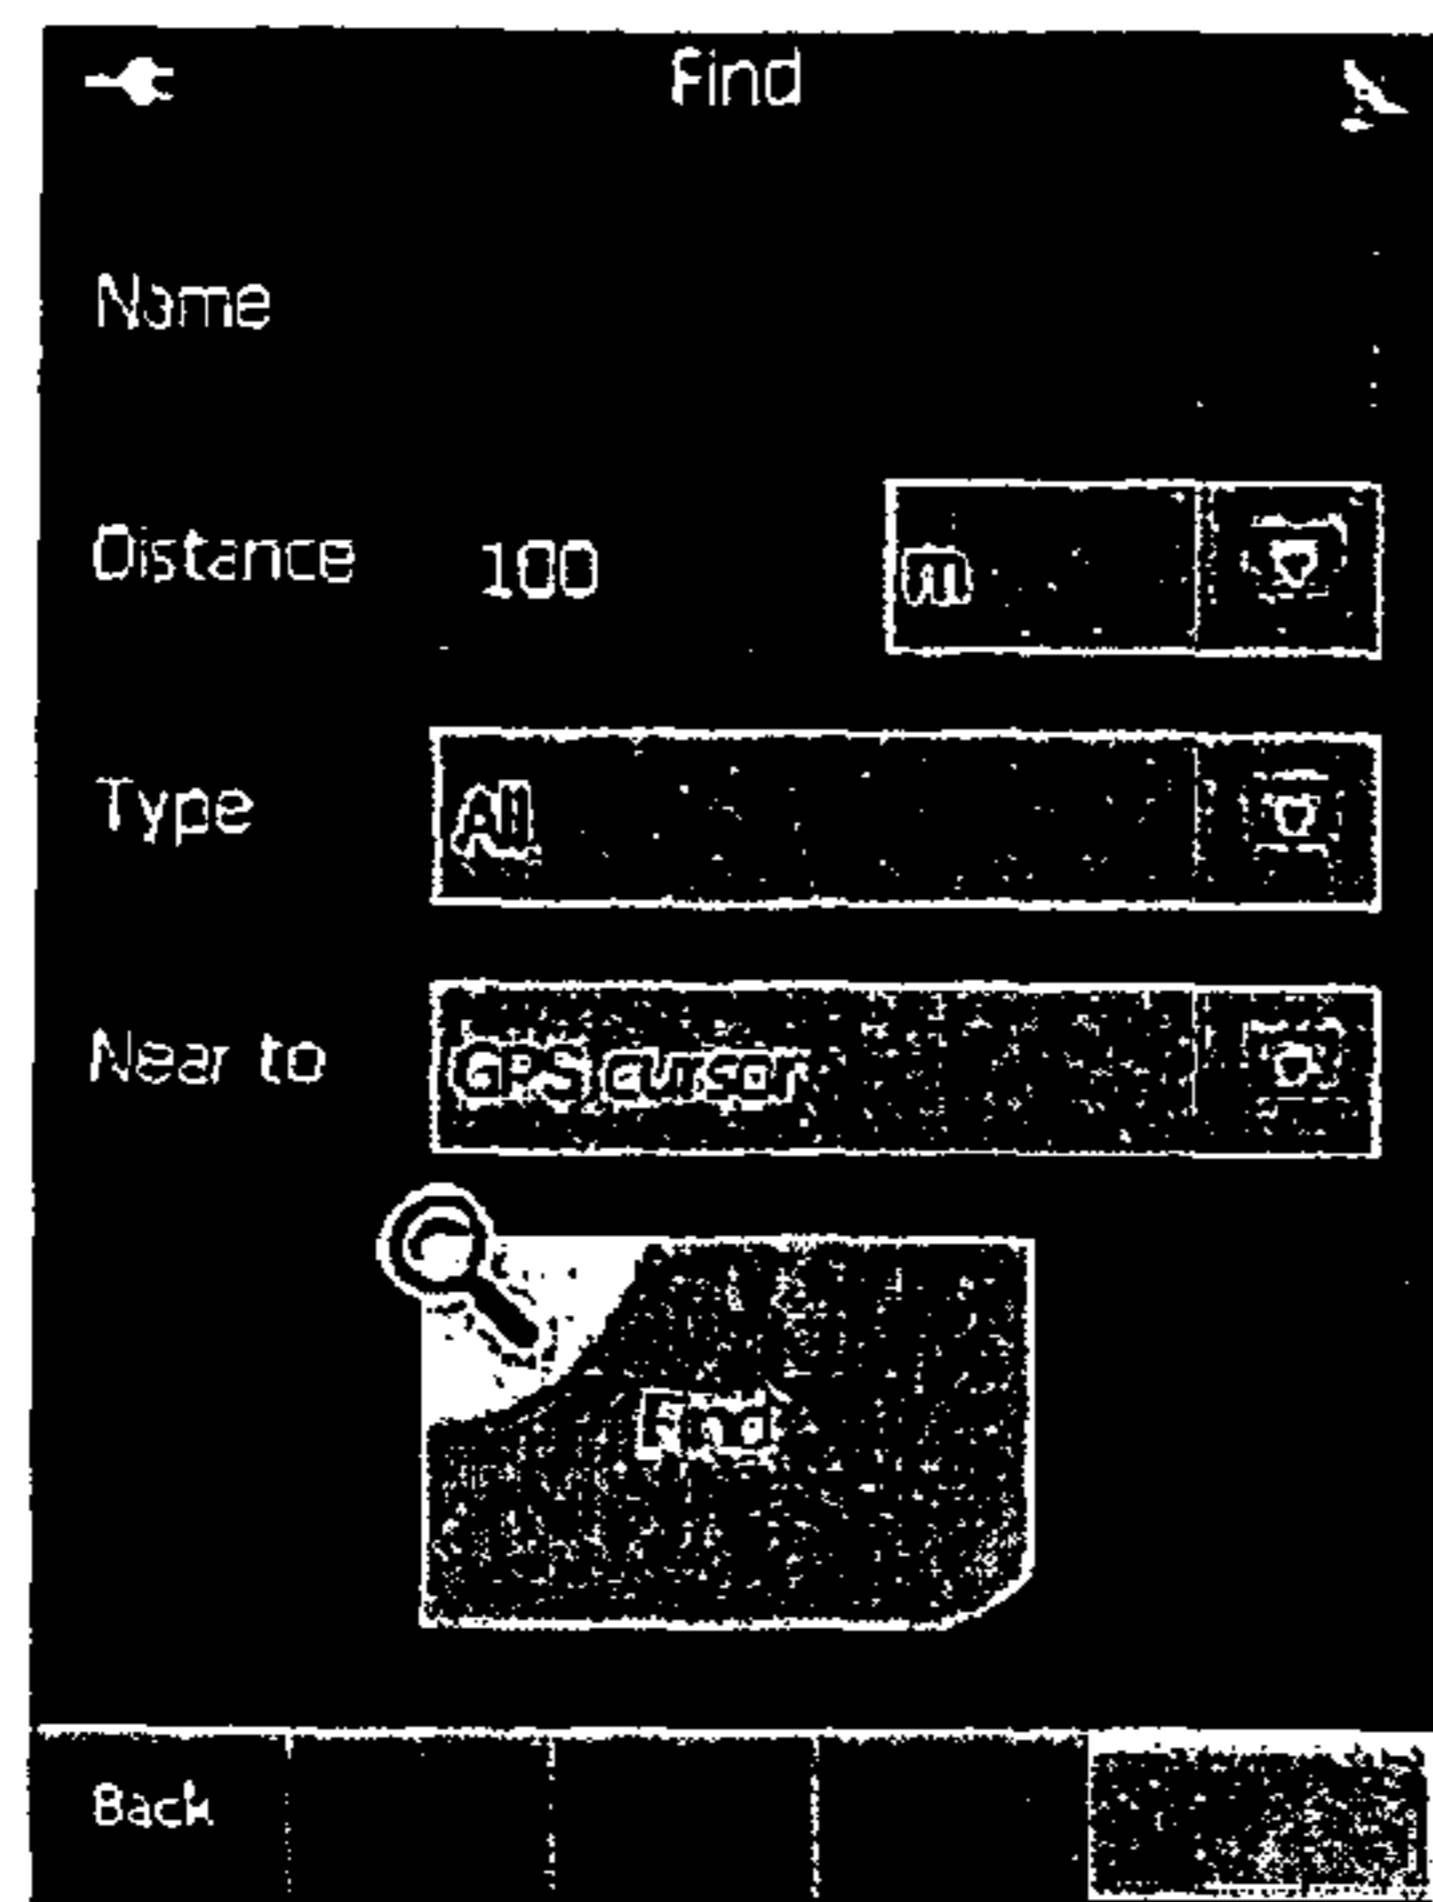 Find
Name
Distance 100 m
Type All
Near to GPS cursor
Find
Back